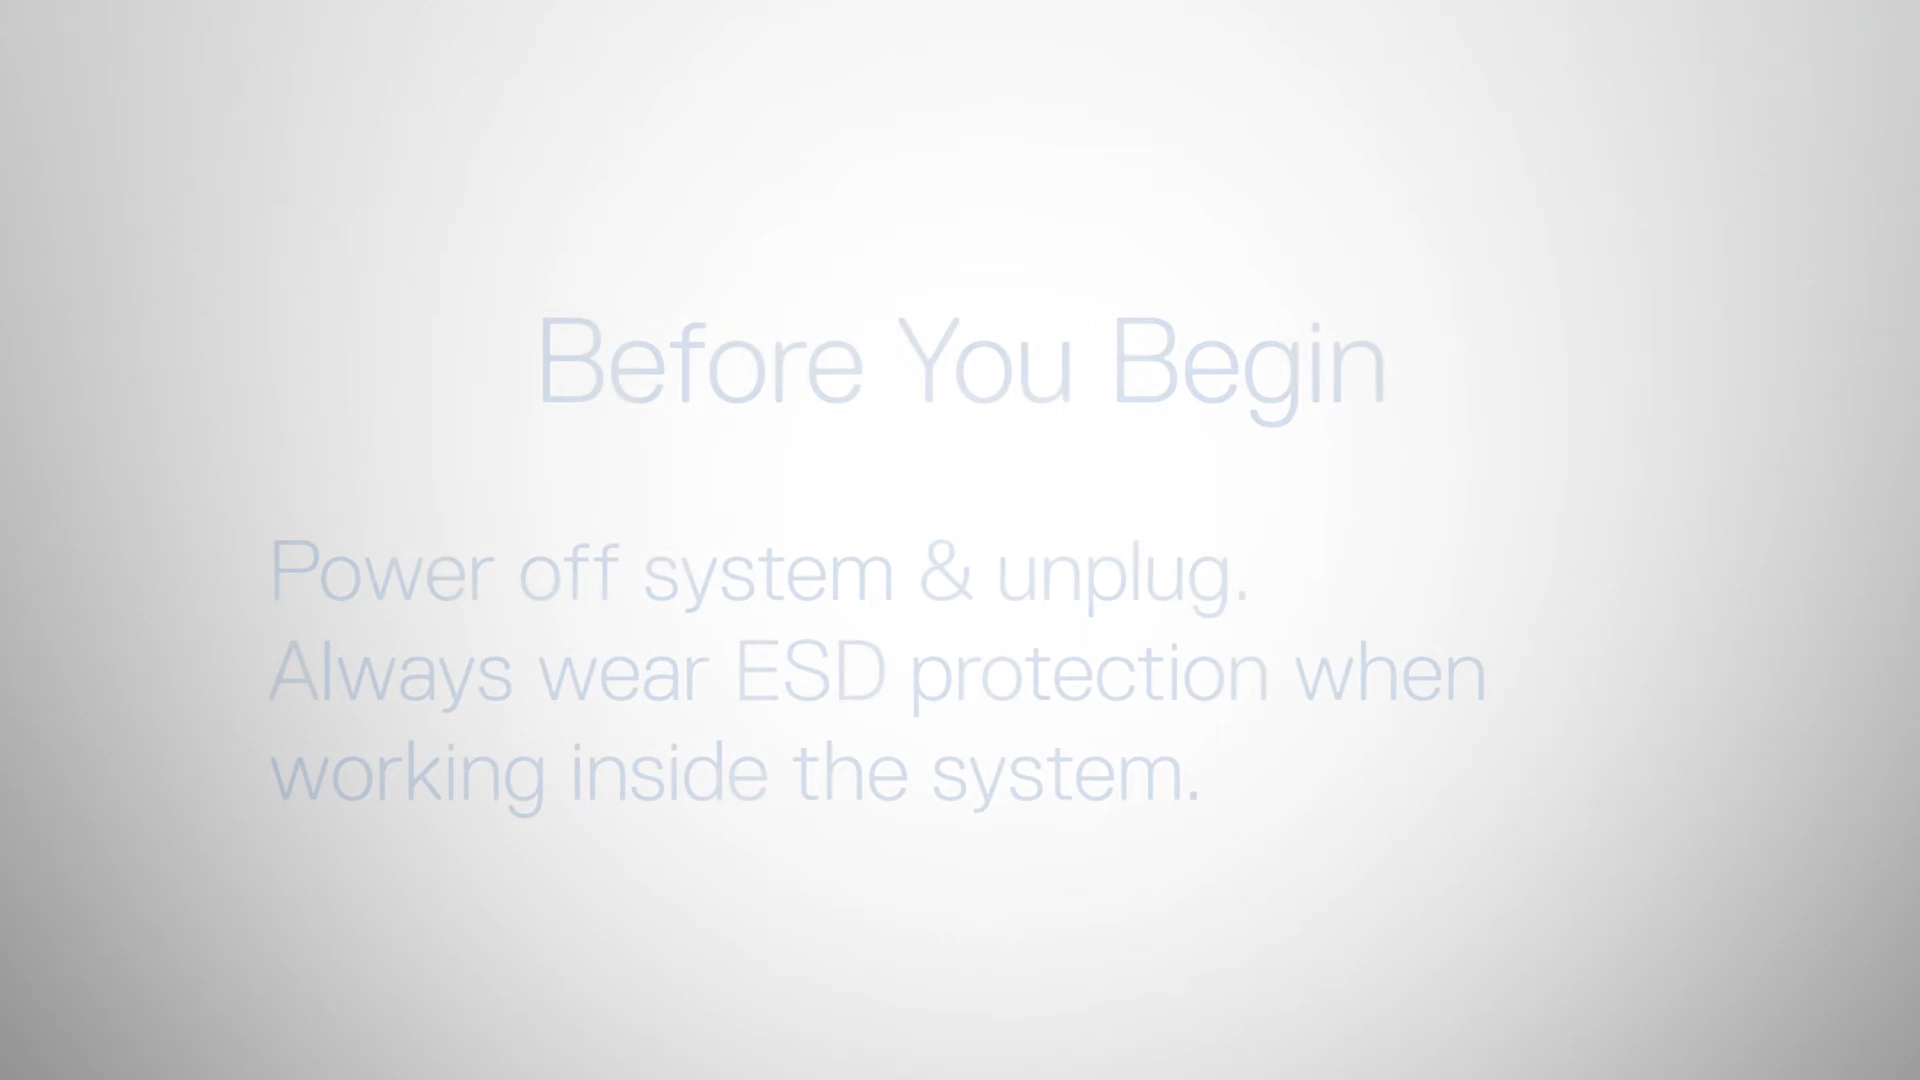 Before You Begin
Power off system & unplug.
Always wear ESD protection when
working inside the system.